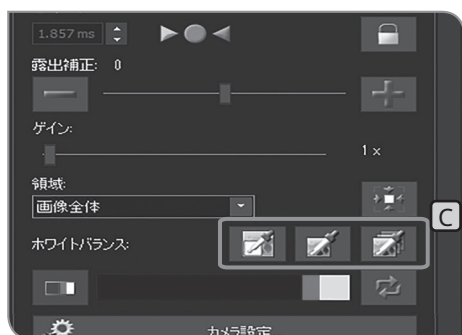 1.857 ms
露出補正: 0
ゲイン:
1 x
領域:
画像全体
C
ホワイトバランス:
カメラ設定